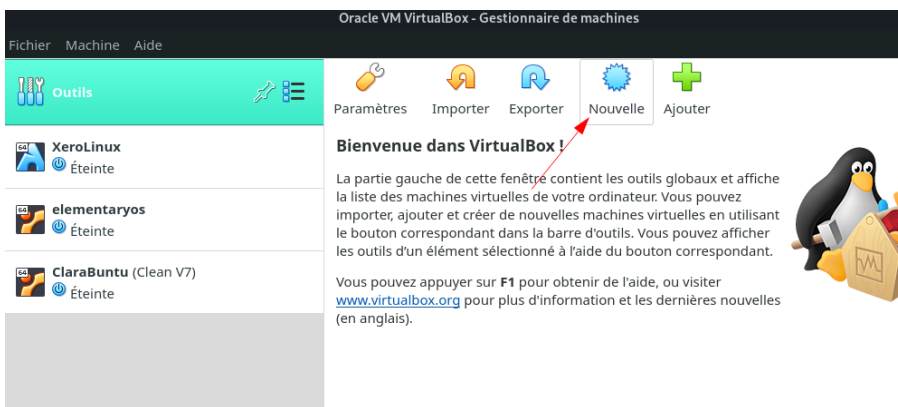 Oracle VM VirtualBox - Gestionnaire de machines
Fichier Machine Aide
Outils
Paramètres Importer Exporter Nouvelle Ajouter
64 XeroLinux
Éteinte
64 elementaryos
Éteinte
64 ClaraBuntu (Clean V7)
Éteinte
Bienvenue dans VirtualBox !
La partie gauche de cette fenêtre contient les outils globaux et affiche
la liste des machines virtuelles de votre ordinateur. Vous pouvez
importer, ajouter et créer de nouvelles machines virtuelles en utilisant
le bouton correspondant dans la barre d'outils. Vous pouvez afficher
les outils d’un élément sélectionné à l’aide du bouton correspondant.
Vous pouvez appuyer sur F1 pour obtenir de l'aide, ou visiter
www.virtualbox.org pour plus d'information et les dernières nouvelles
(en anglais).